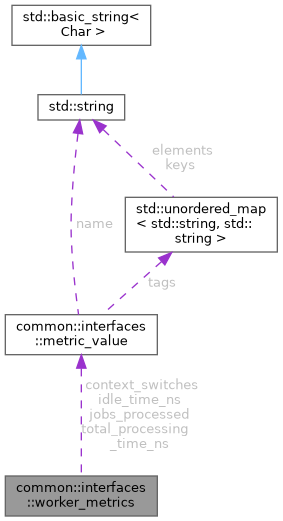 std::basic_string<
Char >
std::string
elements
keys
std::unordered_map
< std::string, std::
string >
name
tags
common::interfaces
::metric_value
context_switches
idle_time_ns
jobs_processed
total_processing
_time_ns
common::interfaces
::worker_metrics